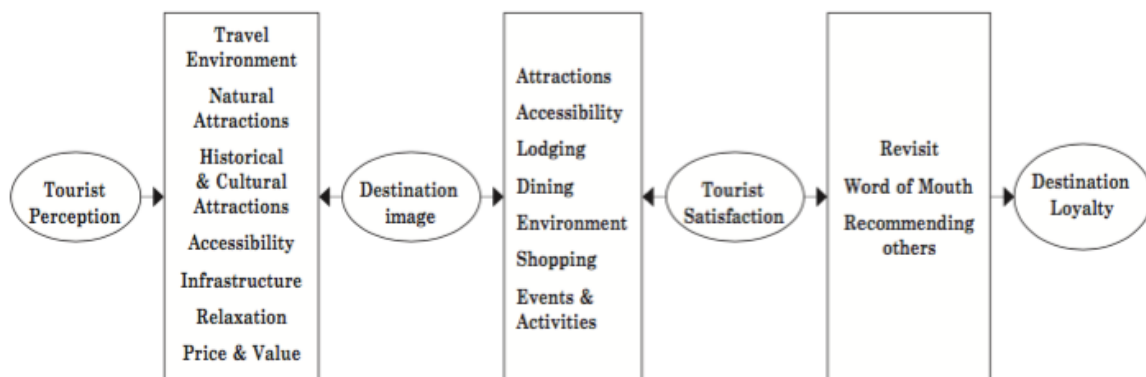 Tourist
Perception
Travel
Environment
Natural
Attractions
Historical
& Cultural
Attractions
Accessibility
Infrastructure
Relaxation
Price & Value
Destination
image
Attractions
Accessibility
Lodging
Dining
Environment
Shopping
Events &
Activities
Tourist
Satisfaction
Revisit
Word of Mouth
Recommending
others
Destination
Loyalty